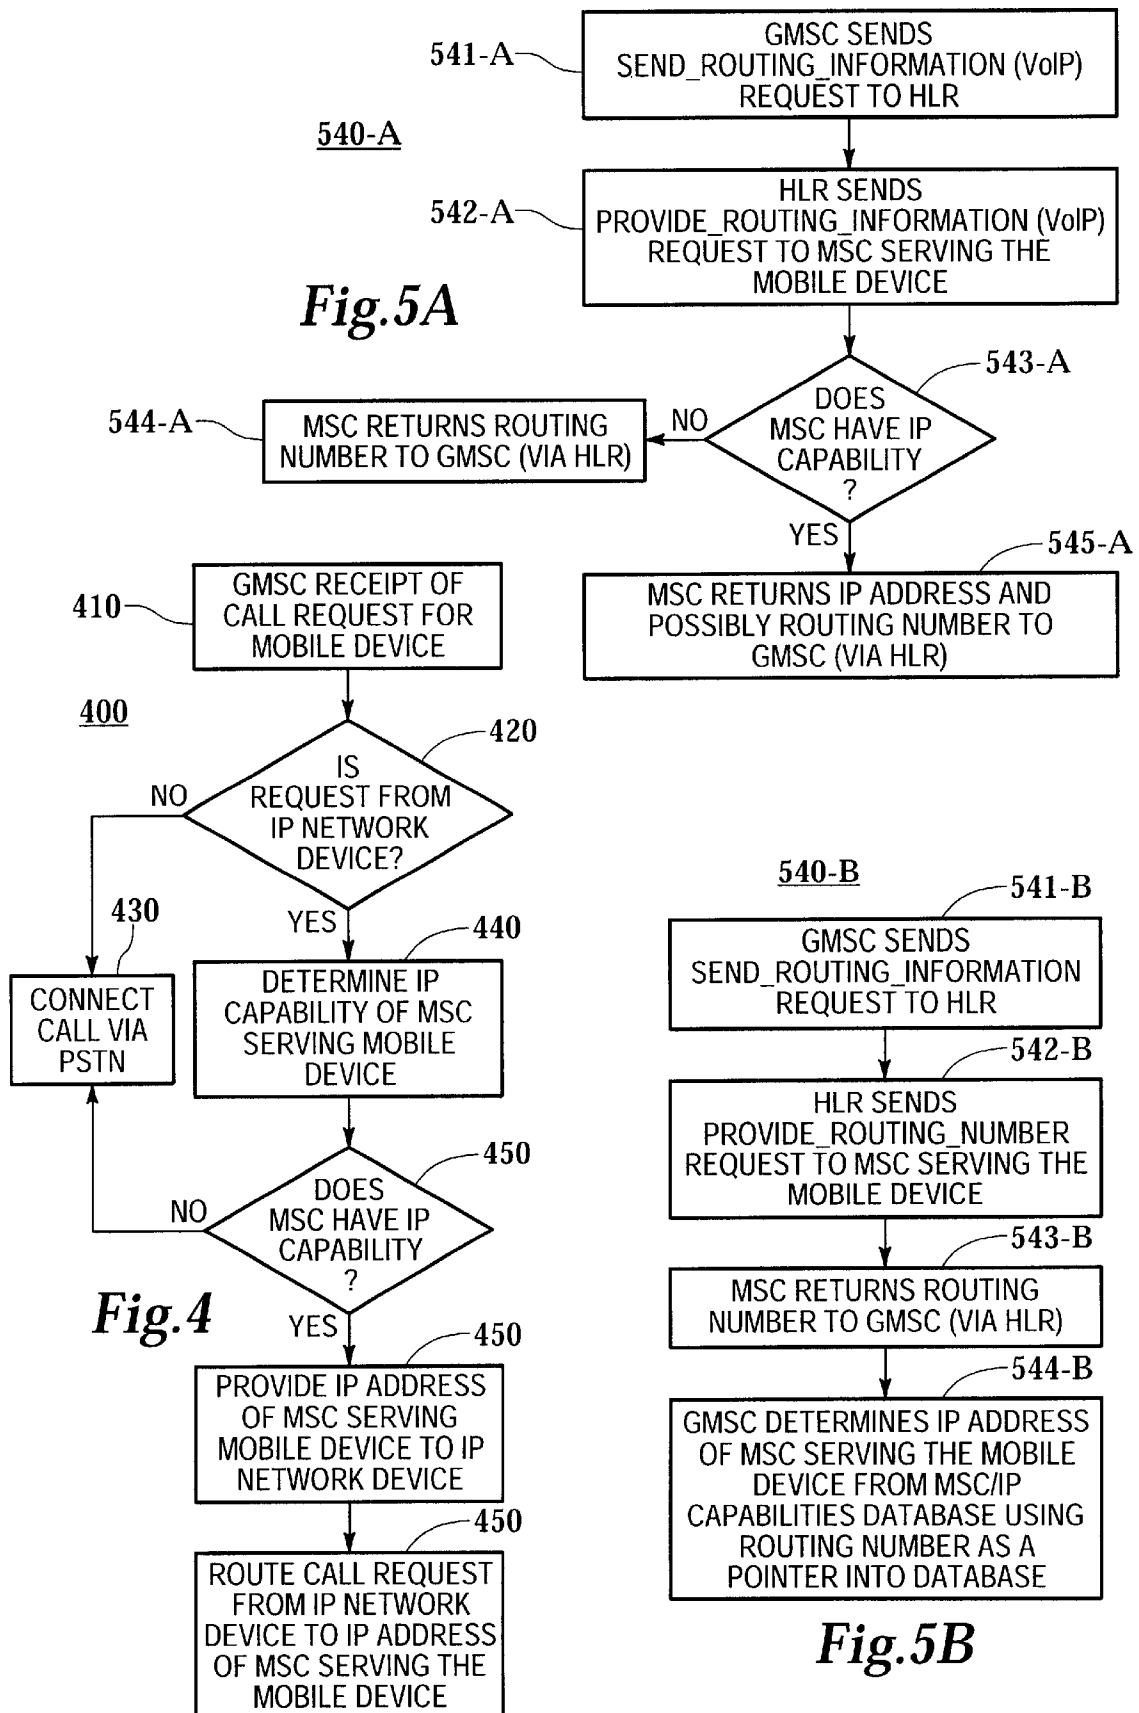 541-A
GMSC SENDS
SEND_ROUTING_INFORMATION (VoIP)
REQUEST TO HLR
540-A
542-A
HLR SENDS
PROVIDE_ROUTING_INFORMATION (VoIP)
REQUEST TO MSC SERVING THE
MOBILE DEVICE
Fig.5A
543-A
DOES
MSC HAVE IP
CAPABILITY
?
NO
544-A
MSC RETURNS ROUTING
NUMBER TO GMSC (VIA HLR)
YES
545-A
MSC RETURNS IP ADDRESS AND
POSSIBLY ROUTING NUMBER TO
GMSC (VIA HLR)
410
GMSC RECEIPT OF
CALL REQUEST FOR
MOBILE DEVICE
400
420
IS
REQUEST FROM
IP NETWORK
DEVICE?
NO
YES
430
CONNECT
CALL VIA
PSTN
440
DETERMINE IP
CAPABILITY OF MSC
SERVING MOBILE
DEVICE
450
DOES
MSC HAVE IP
CAPABILITY
?
NO
Fig.4
YES
450
PROVIDE IP ADDRESS
OF MSC SERVING
MOBILE DEVICE TO IP
NETWORK DEVICE
450
ROUTE CALL REQUEST
FROM IP NETWORK
DEVICE TO IP ADDRESS
OF MSC SERVING THE
MOBILE DEVICE
540-B
541-B
GMSC SENDS
SEND_ROUTING_INFORMATION
REQUEST TO HLR
542-B
HLR SENDS
PROVIDE_ROUTING_NUMBER
REQUEST TO MSC SERVING THE
MOBILE DEVICE
543-B
MSC RETURNS ROUTING
NUMBER TO GMSC (VIA HLR)
544-B
GMSC DETERMINES IP ADDRESS
OF MSC SERVING THE MOBILE
DEVICE FROM MSC/IP
CAPABILITIES DATABASE USING
ROUTING NUMBER AS A
POINTER INTO DATABASE
Fig.5B